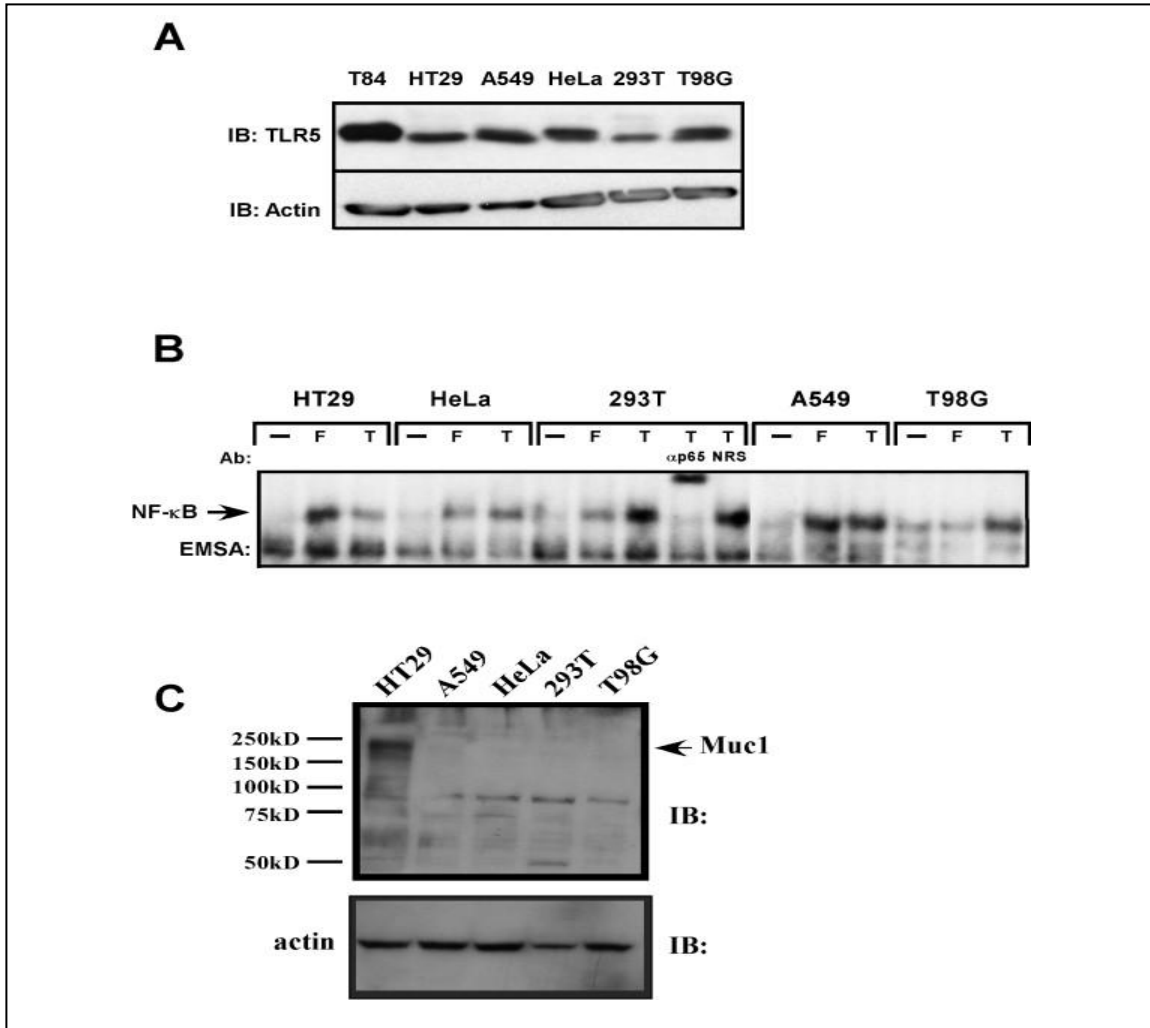 A
T84 HT29 A549 HeLa 293T T98G
IB: TLR5
IB: Actin
B
HT29 HeLa 293T A549 T98G
– F T – F T – F T T T – F T – F T
Ab: αp65 NRS
NF-κB
EMSA:
C
HT29 A549 HeLa 293T T98G
250kD
150kD
100kD
75kD
50kD
Muc1
IB:
actin
IB: